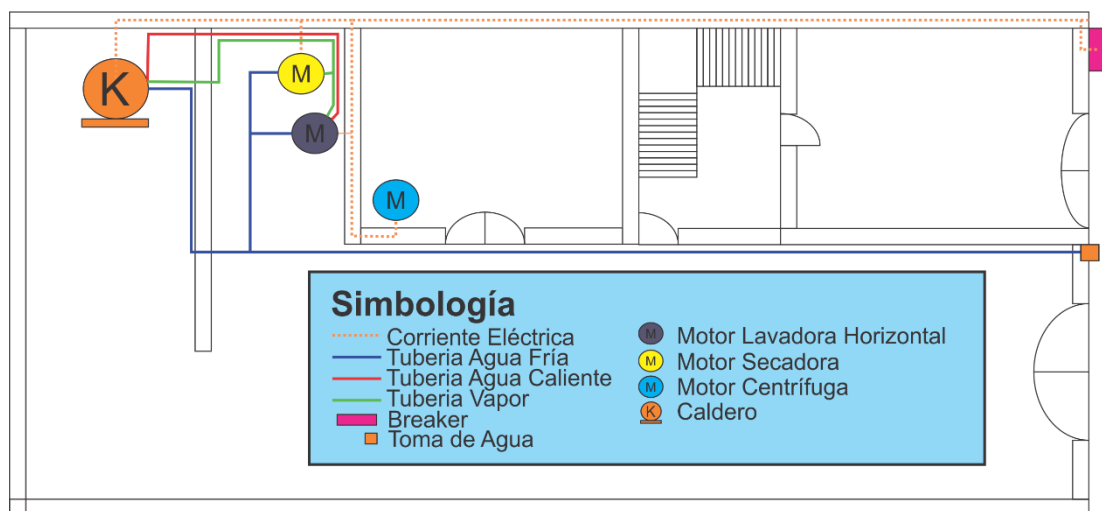 K
M
M
M
Simbología
Corriente Eléctrica
Tuberia Agua Fría
Tuberia Agua Caliente
Tuberia Vapor
Breaker
Toma de Agua
M Motor Lavadora Horizontal
M Motor Secadora
M Motor Centrífuga
K Caldero